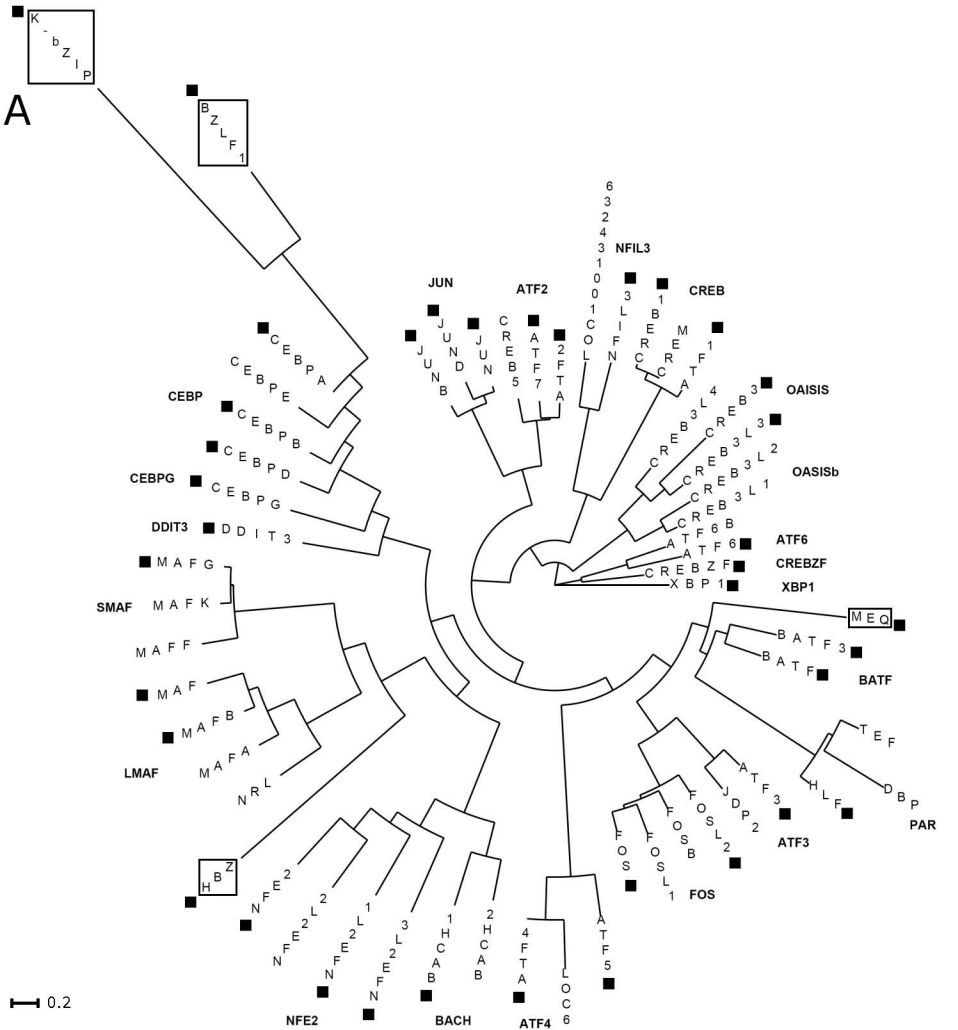 K-bZIP
A
BZLF1
LOC100134236
NFIL3
NFIL3
CREB
CREB1
CREM
ATF1
JUN
JUNB
JUND
JUN
ATF2
CREB5
ATF7
ATF2
CREB3L4
CREB3
OAISIS
CREB3L3
CREB3L2
OASISb
CREB3L1
ATF6B
ATF6
ATF6
CREBZF
CREBZF
XBP1
XBP1
CEBPA
CEBPE
CEBP
CEBPB
CEBPD
CEBPG
CEBPG
DDIT3
DDIT3
MAFG
SMAF
MAFK
MAFF
MAF
MAFB
LMAF
MAFA
NRL
HBZ
NFE2
NFE2L2
NFE2L1
NFE2L3
NFE2
BACH1
BACH2
BACH
ATF4
LOC6
ATF4
ATF5
FOS
FOSL1
FOSB
FOSL2
FOS
JDP2
ATF3
ATF3
MEQ
BATF3
BATF
BATF
TEF
HLF
DBP
PAR
0.2